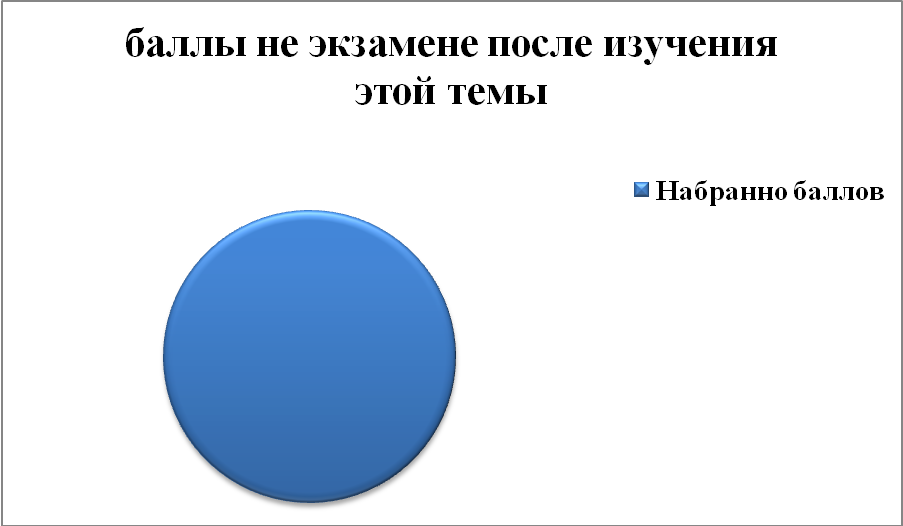 баллы не экзамене после изучения
этой темы
Набранно баллов